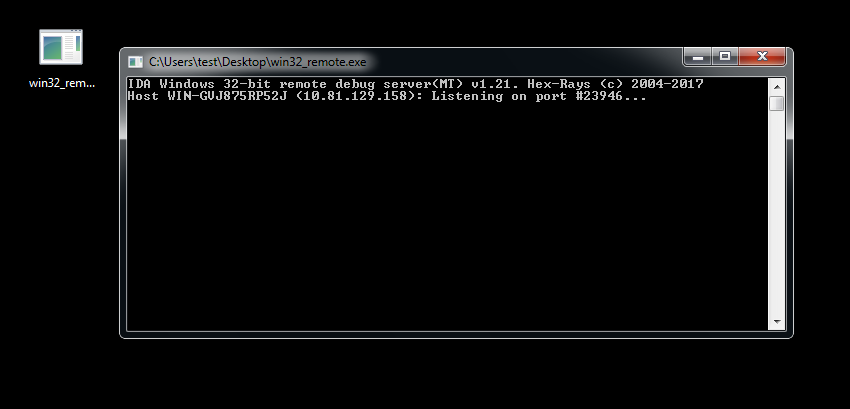 C:\Users\test\Desktop\win32_remote.exe
win32_rem...
IDA Windows 32-bit remote debug server(MT) v1.21. Hex-Rays (c) 2004-2017
Host WIN-GVJ875RP52J (10.81.129.158): Listening on port #23946...